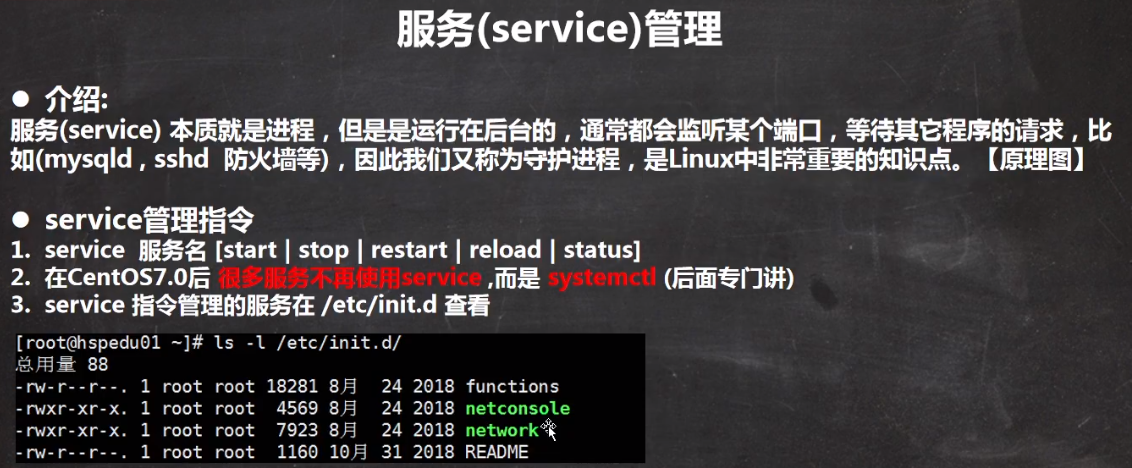 服务(service)管理
● 介绍:
服务(service) 本质就是进程，但是是运行在后台的，通常都会监听某个端口，等待其它程序的请求，比
如(mysqld , sshd 防火墙等)，因此我们又称为守护进程，是Linux中非常重要的知识点。【原理图】
● service管理指令
1. service 服务名 [start | stop | restart | reload | status]
2. 在CentOS7.0后 很多服务不再使用service ,而是 systemctl (后面专门讲)
3. service 指令管理的服务在 /etc/init.d 查看
[root@hspedu01 ~]# ls -l /etc/init.d/
总用量 88
-rw-r--r--. 1 root root 18281 8月  24 2018 functions
-rwxr-xr-x. 1 root root  4569 8月  24 2018 netconsole
-rwxr-xr-x. 1 root root  7923 8月  24 2018 network
-rw-r--r--. 1 root root  1160 10月 31 2018 README